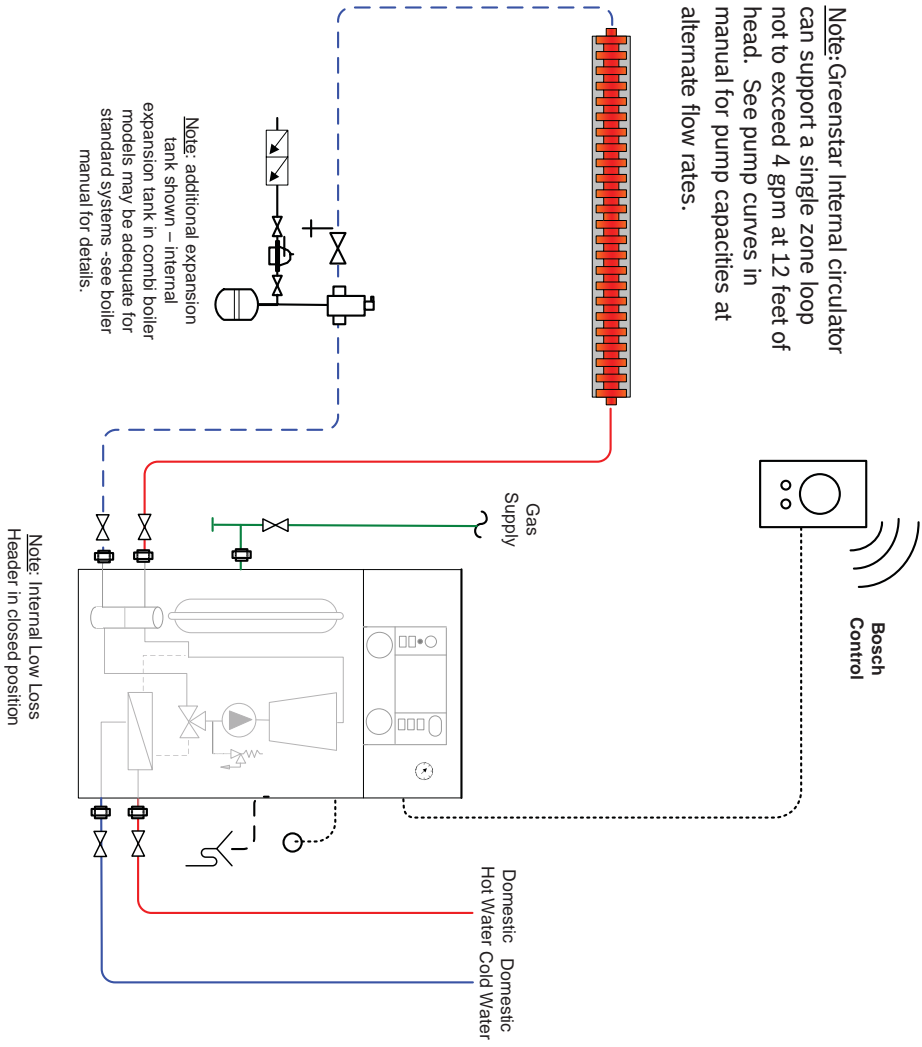 Note:Greenstar Internal circulator
can support a single zone loop
not to exceed 4 gpm at 12 feet of
head.  See pump curves in
manual for pump capacities at
alternate flow rates.
Bosch
Control
Gas
Supply
Note: additional expansion
tank shown – internal
expansion tank in combi boiler
models may be adequate for
standard systems -see boiler
manual for details.
Domestic
Hot Water
Domestic
Cold Water
Note: Internal Low Loss
Header in closed position